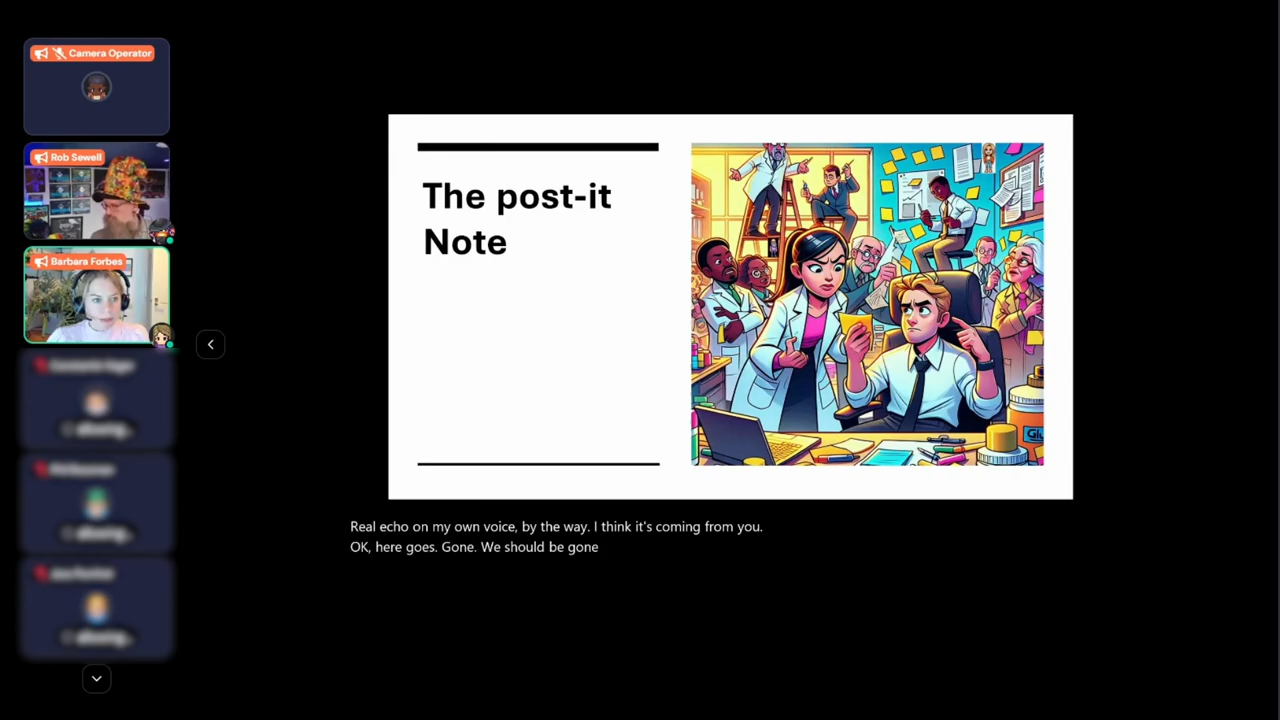 Camera Operator
Rob Sewell
Barbara Forbes
The post-it
Note
Real echo on my own voice, by the way. I think it's coming from you.
OK, here goes. Gone. We should be gone